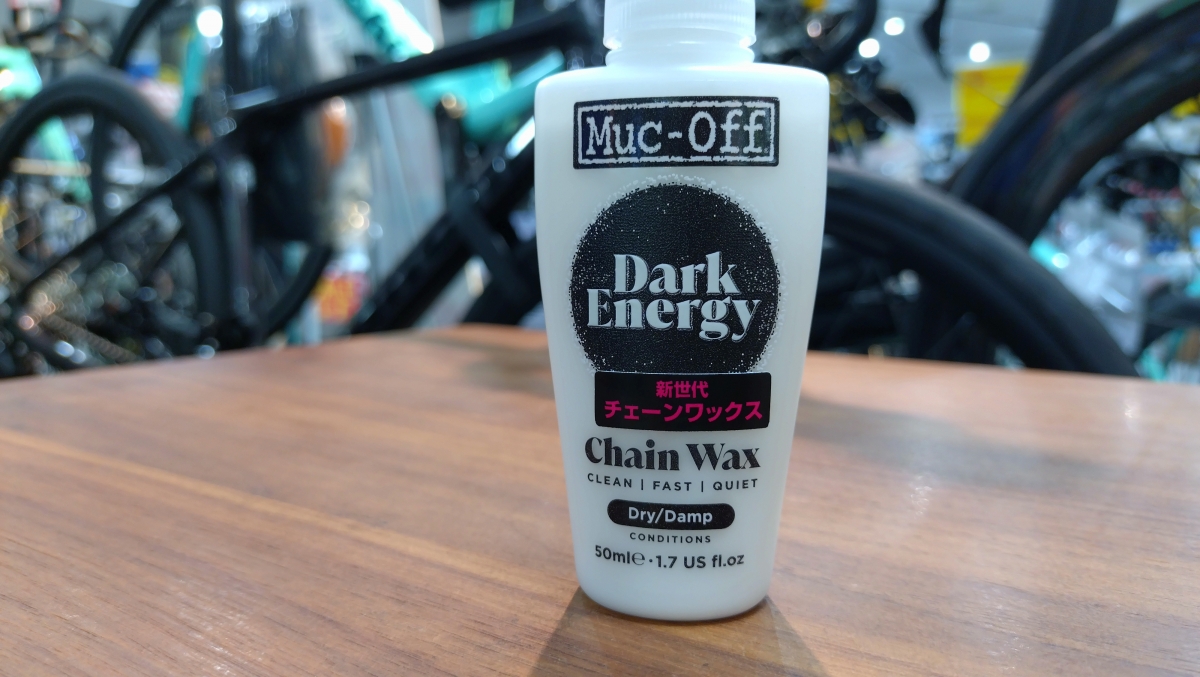 Muc-Off
Dark
Energy
新世代
チェーンワックス
Chain Wax
CLEAN | FAST | QUIET
Dry/Damp
CONDITIONS
50ml℮·1.7 US fl.oz